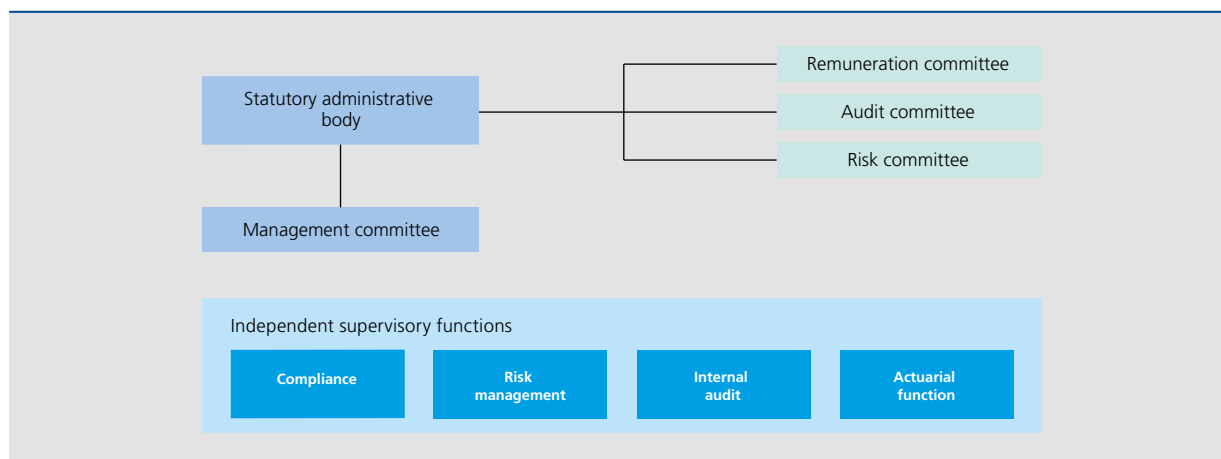 Remuneration committee
Statutory administrative
body
Audit committee
Risk committee
Management committee
Independent supervisory functions
Compliance
Risk
management
Internal
audit
Actuarial
function